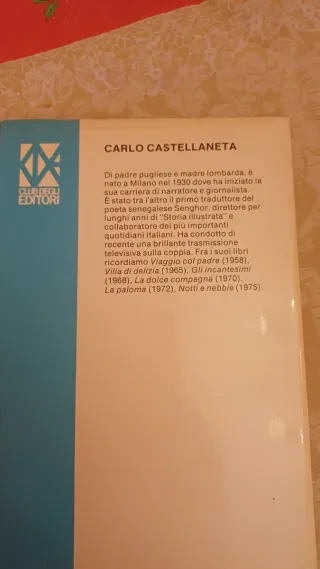 CLUB DEGLI
EDITORI
CARLO CASTELLANETA
Di padre pugliese e madre lombarda, è
nato a Milano nel 1930 dove ha iniziato la
sua carriera di narratore e giornalista.
È stato tra l'altro il primo traduttore del
poeta senegalese Senghor, direttore per
lunghi anni di "Storia illustrata" e
collaboratore dei più importanti
quotidiani italiani. Ha condotto di
recente una brillante trasmissione
televisiva sulla coppia. Fra i suoi libri
ricordiamo Viaggio col padre (1958),
Villa di delizia (1965), Gli incantesimi
(1968), La dolce compagna (1970),
La paloma (1972), Notti e nebbie (1975).